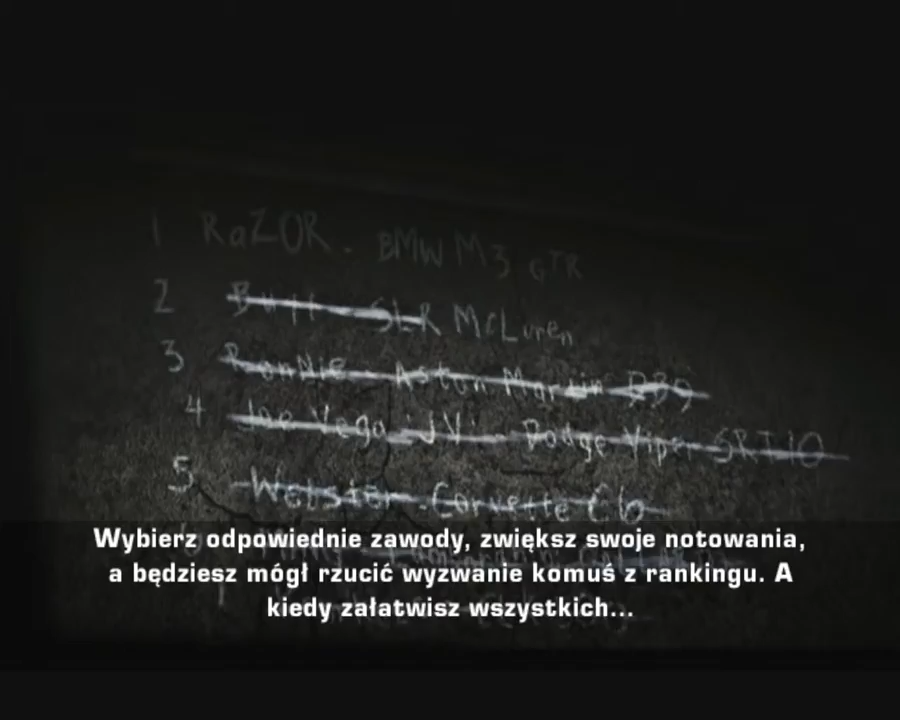 1 RaZOR - BMW M3 GTR
2 Bull - SLR McLuren
3 RonNie - Aston Martin DB9
4 Joe Vega "JV" - Dodge Viper SRT10
5 Webster - Corvette C6
Wybierz odpowiednie zawody, zwiększ swoje notowania,
a będziesz mógł rzucić wyzwanie komuś z rankingu. A
kiedy załatwisz wszystkich...